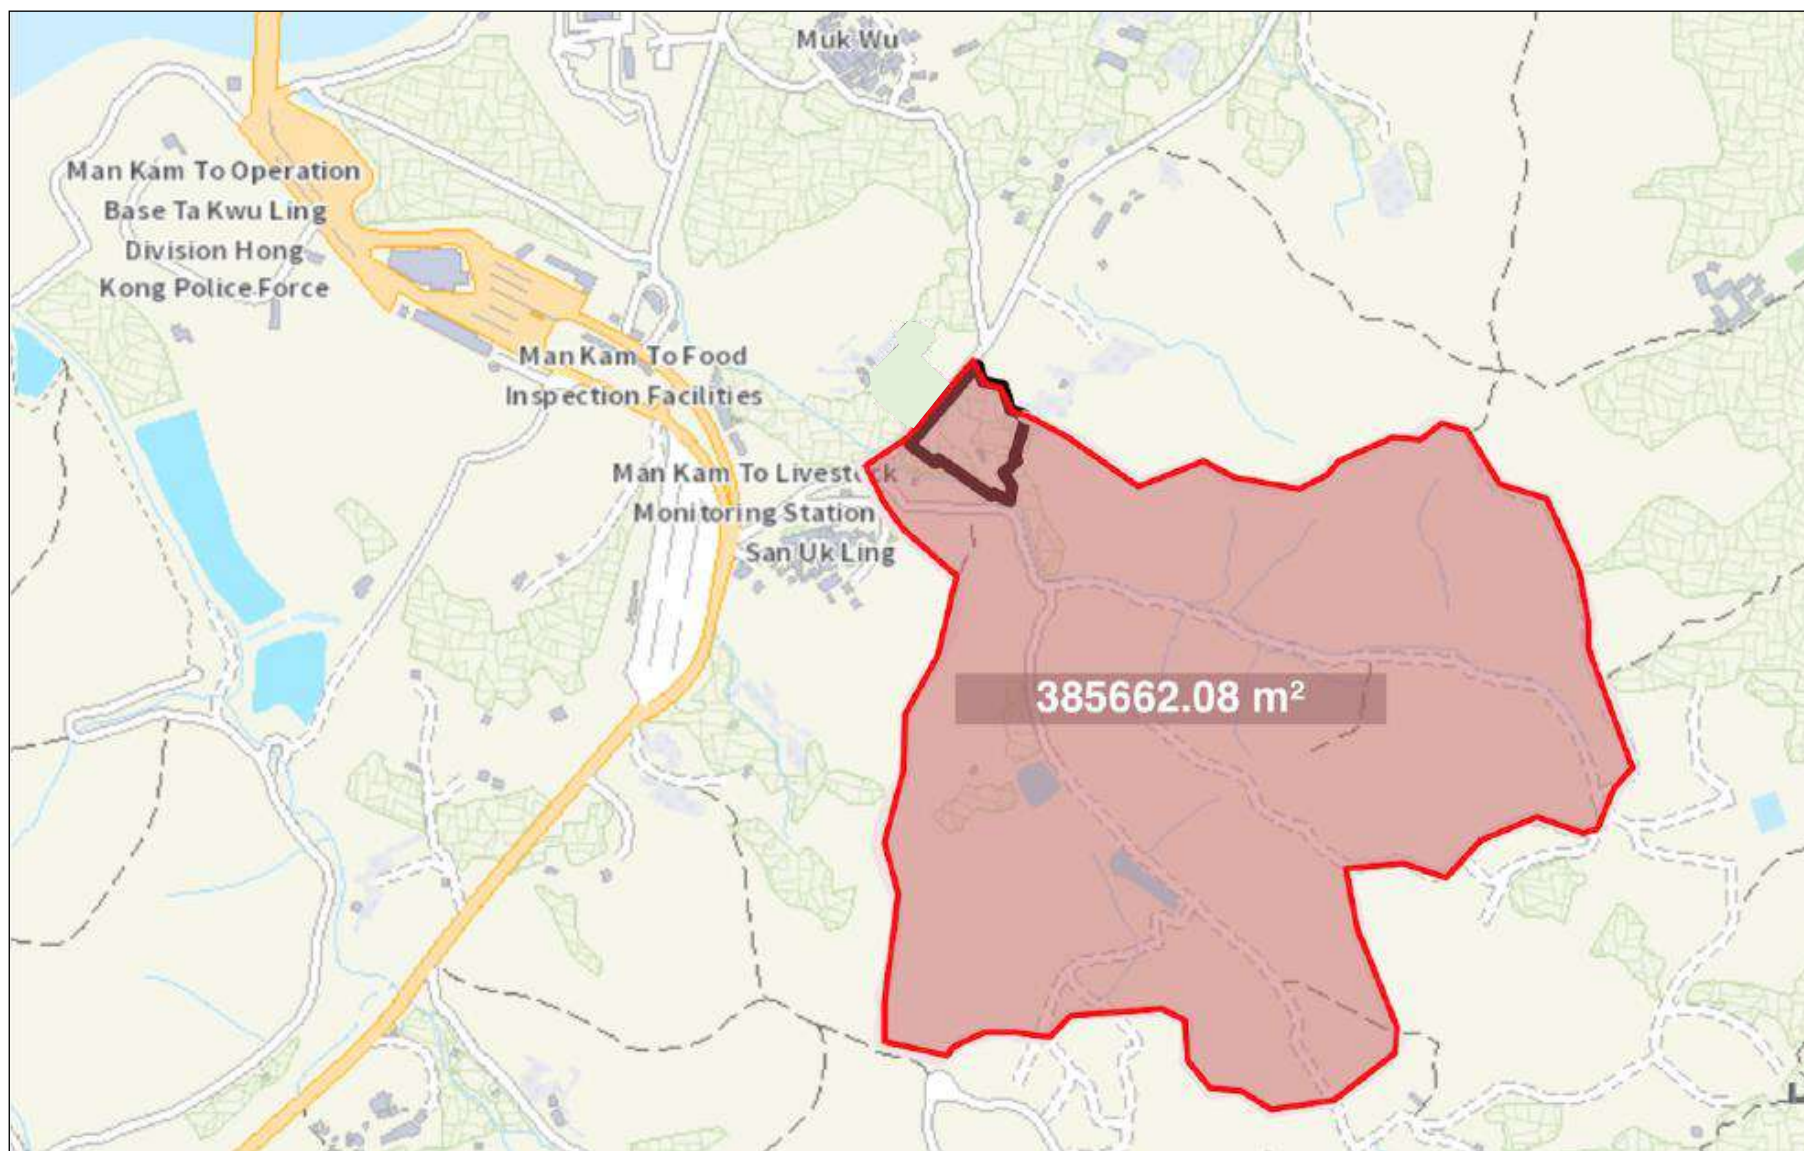 Muk Wu
Man Kam To Operation
Base Ta Kwu Ling
Division Hong
Kong Police Force
Man Kam To Food
Inspection Facilities
Man Kam To Livestock
Monitoring Station
San Uk Ling
385662.08 m²